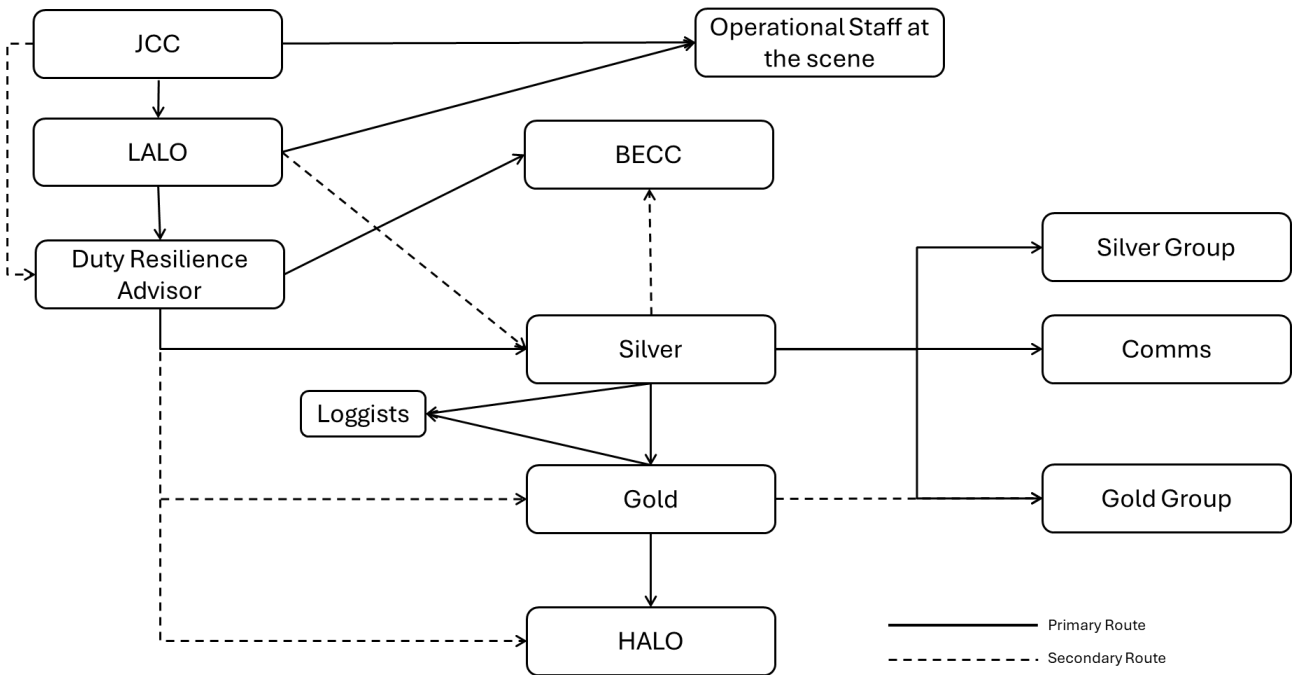 JCC
Operational Staff at
the scene
LALO
BECC
Duty Resilience
Advisor
Silver Group
Silver
Comms
Loggists
Gold
Gold Group
HALO
Primary Route
Secondary Route